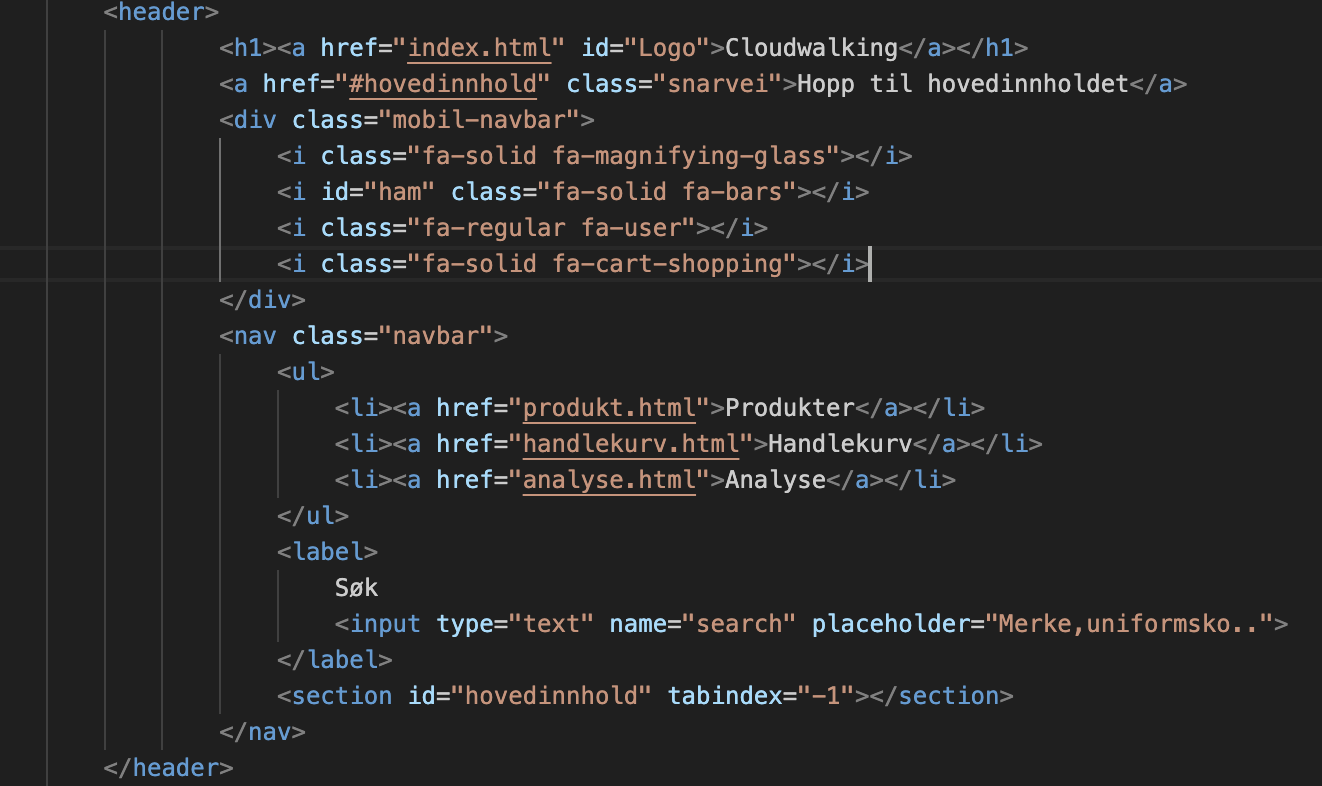 <header>
<h1><a href="index.html" id="Logo">Cloudwalking</a></h1>
<a href="#hovedinnhold" class="snarvei">Hopp til hovedinnholdet</a>
<div class="mobil-navbar">
<i class="fa-solid fa-magnifying-glass"></i>
<i id="ham" class="fa-solid fa-bars"></i>
<i class="fa-regular fa-user"></i>
<i class="fa-solid fa-cart-shopping"></i>
</div>
<nav class="navbar">
<ul>
<li><a href="produkt.html">Produkter</a></li>
<li><a href="handlekurv.html">Handlekurv</a></li>
<li><a href="analyse.html">Analyse</a></li>
</ul>
<label>
Søk
<input type="text" name="search" placeholder="Merke,uniformsko..">
</label>
<section id="hovedinnhold" tabindex="-1"></section>
</nav>
</header>